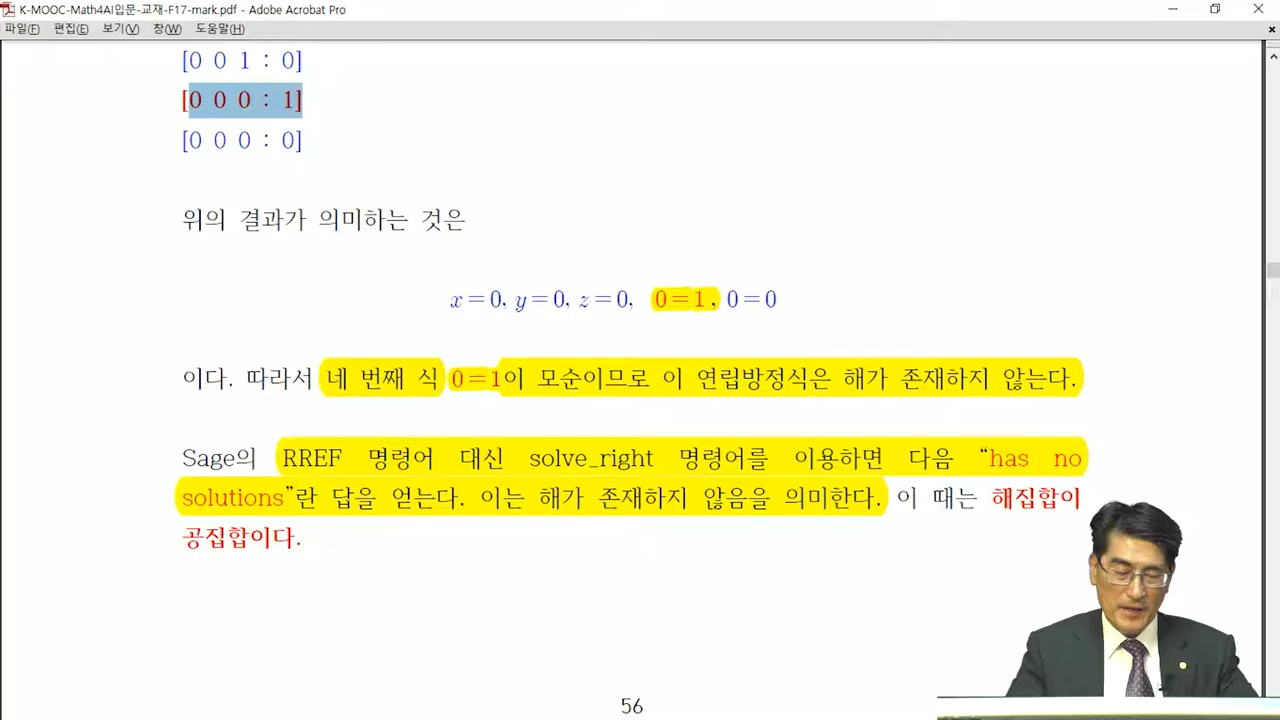 K-MOOC-Math4AI입문-교재-F17-mark.pdf - Adobe Acrobat Pro
파일(F) 편집(E) 보기(V) 창(W) 도움말(H)
[0 0 1 : 0]
[0 0 0 : 1]
[0 0 0 : 0]
위의 결과가 의미하는 것은
x=0, y=0, z=0, 0=1, 0=0
이다. 따라서 네 번째 식 0=1이 모순이므로 이 연립방정식은 해가 존재하지 않는다.
Sage의 RREF 명령어 대신 solve_right 명령어를 이용하면 다음 “has no
solutions”란 답을 얻는다. 이는 해가 존재하지 않음을 의미한다. 이 때는 해집합이
공집합이다.
56